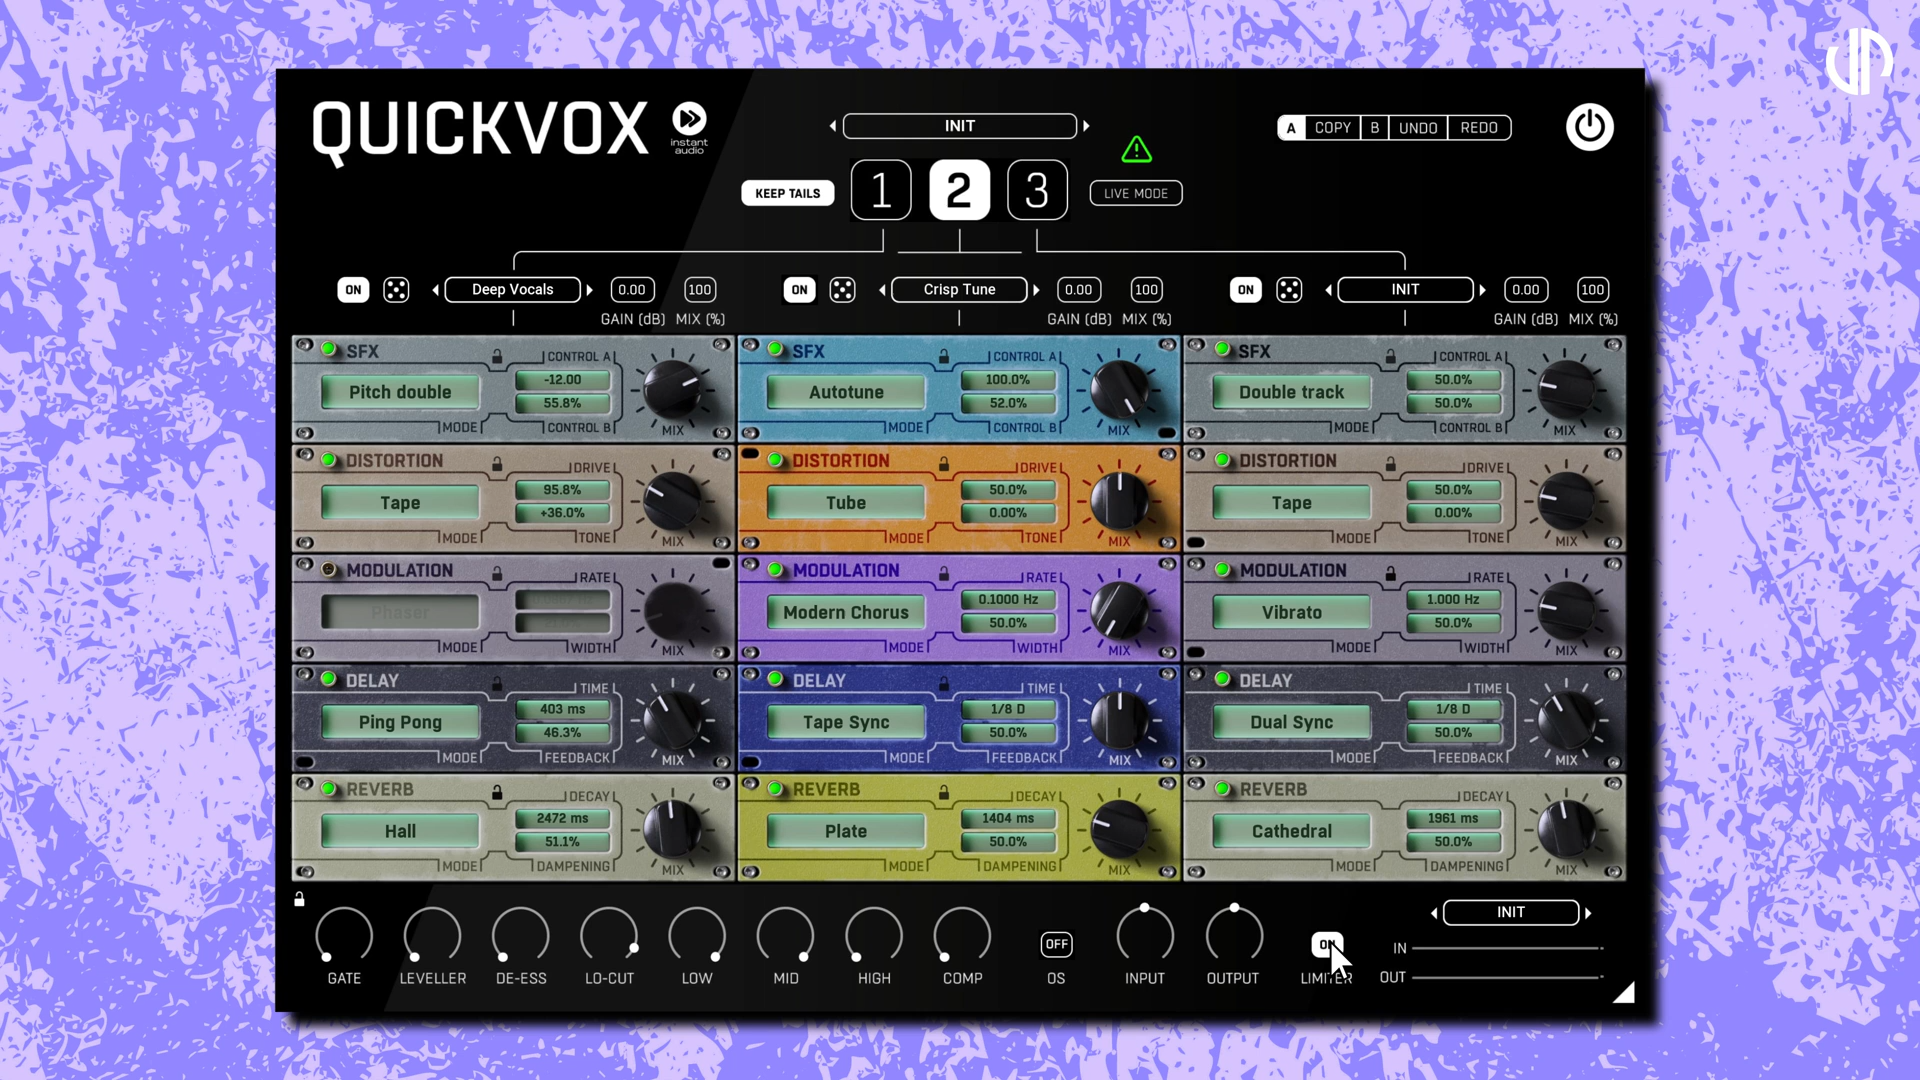 QUICKVOX
instant
audio
INIT
A COPY B UNDO REDO
KEEP TAILS 1 2 3 LIVE MODE
ON Deep Vocals 0.00 100
GAIN (dB) MIX (%)
ON Crisp Tune 0.00 100
GAIN (dB) MIX (%)
ON INIT 0.00 100
GAIN (dB) MIX (%)
SFX CONTROL A
Pitch double -12.00
55.8%
MODE CONTROL B MIX
SFX CONTROL A
Autotune 100.0%
52.0%
MODE CONTROL B MIX
SFX CONTROL A
Double track 50.0%
50.0%
MODE CONTROL B MIX
DISTORTION DRIVE
Tape 95.8%
+36.0%
MODE TONE MIX
DISTORTION DRIVE
Tube 50.0%
0.00%
MODE TONE MIX
DISTORTION DRIVE
Tape 50.0%
0.00%
MODE TONE MIX
MODULATION RATE
Phaser
MODE WIDTH MIX
MODULATION RATE
Modern Chorus 0.1000 Hz
50.0%
MODE WIDTH MIX
MODULATION RATE
Vibrato 1.000 Hz
50.0%
MODE WIDTH MIX
DELAY TIME
Ping Pong 403 ms
46.3%
MODE FEEDBACK MIX
DELAY TIME
Tape Sync 1/8 D
50.0%
MODE FEEDBACK MIX
DELAY TIME
Dual Sync 1/8 D
50.0%
MODE FEEDBACK MIX
REVERB DECAY
Hall 2472 ms
51.1%
MODE DAMPENING MIX
REVERB DECAY
Plate 1404 ms
50.0%
MODE DAMPENING MIX
REVERB DECAY
Cathedral 1961 ms
50.0%
MODE DAMPENING MIX
GATE LEVELLER DE-ESS LO-CUT LOW MID HIGH COMP
OFF
OS
INPUT OUTPUT
ON
LIMITER
INIT
IN
OUT